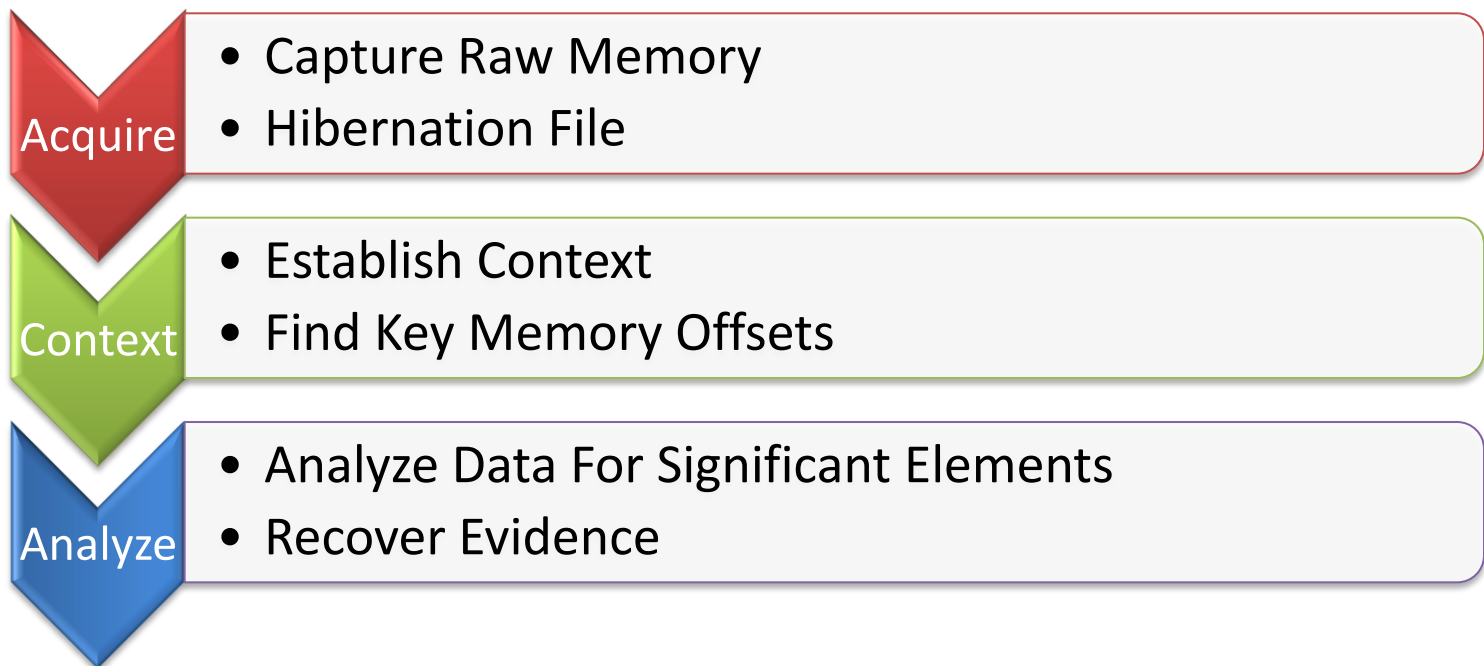 Acquire
• Capture Raw Memory
• Hibernation File
Context
• Establish Context
• Find Key Memory Offsets
Analyze
• Analyze Data For Significant Elements
• Recover Evidence